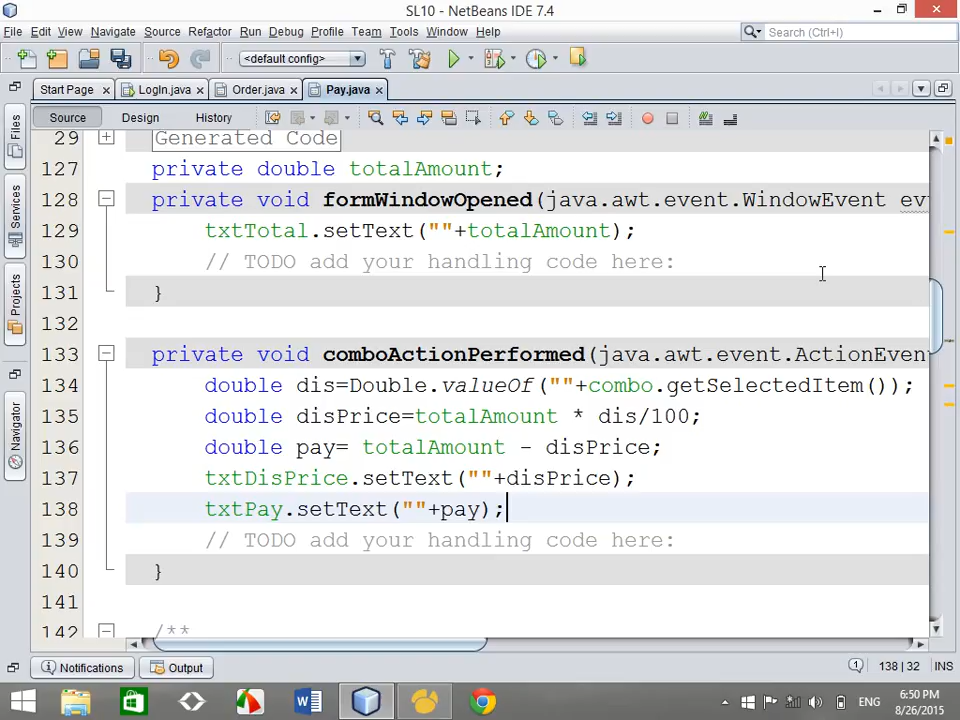 SL10 - NetBeans IDE 7.4
File Edit View Navigate Source Refactor Run Debug Profile Team Tools Window Help
Search (Ctrl+I)
<default config>
Start Page LogIn.java Order.java Pay.java
Source Design History
Files
Services
Projects
Navigator
29 Generated Code
127 private double totalAmount;
128 private void formWindowOpened(java.awt.event.WindowEvent ev
129 txtTotal.setText(""+totalAmount);
130 // TODO add your handling code here:
131 }
132
133 private void comboActionPerformed(java.awt.event.ActionEven
134 double dis=Double.valueOf(""+combo.getSelectedItem());
135 double disPrice=totalAmount * dis/100;
136 double pay= totalAmount - disPrice;
137 txtDisPrice.setText(""+disPrice);
138 txtPay.setText(""+pay);
139 // TODO add your handling code here:
140 }
141
142 /**
Notifications Output
1 138 | 32 INS
ENG
6:50 PM
8/26/2015